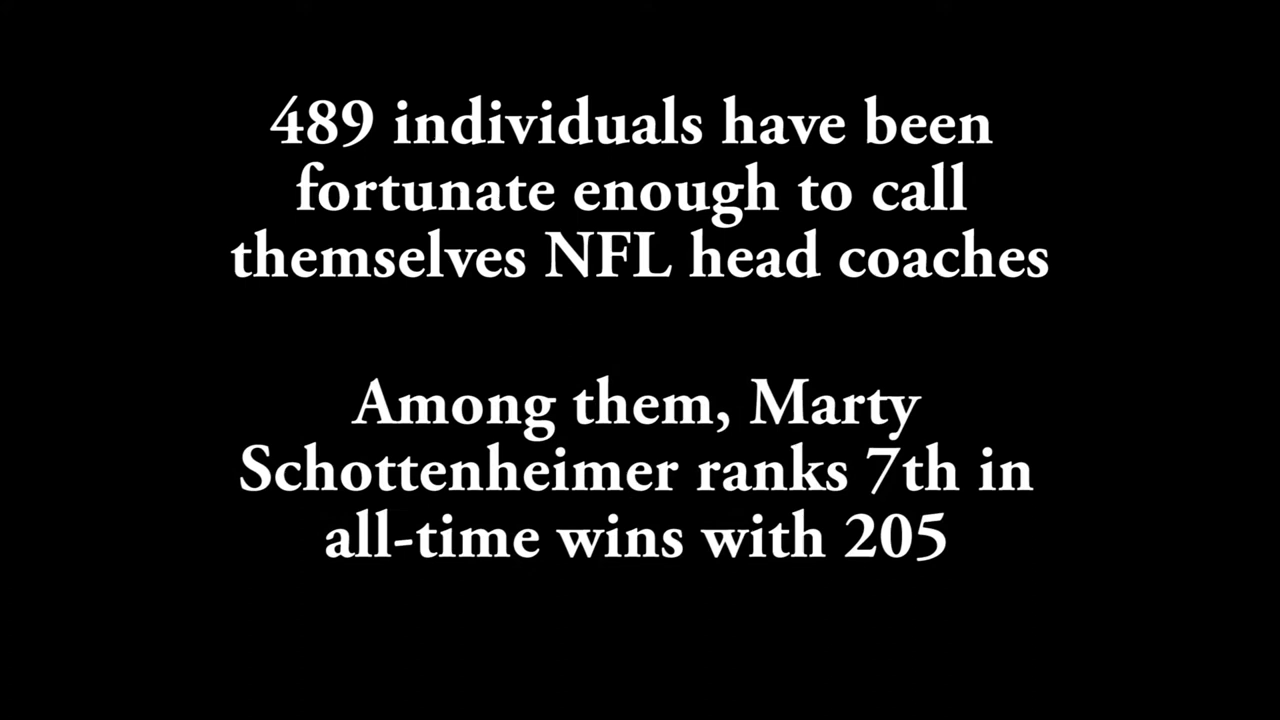 489 individuals have been
fortunate enough to call
themselves NFL head coaches
Among them, Marty
Schottenheimer ranks 7th in
all-time wins with 205